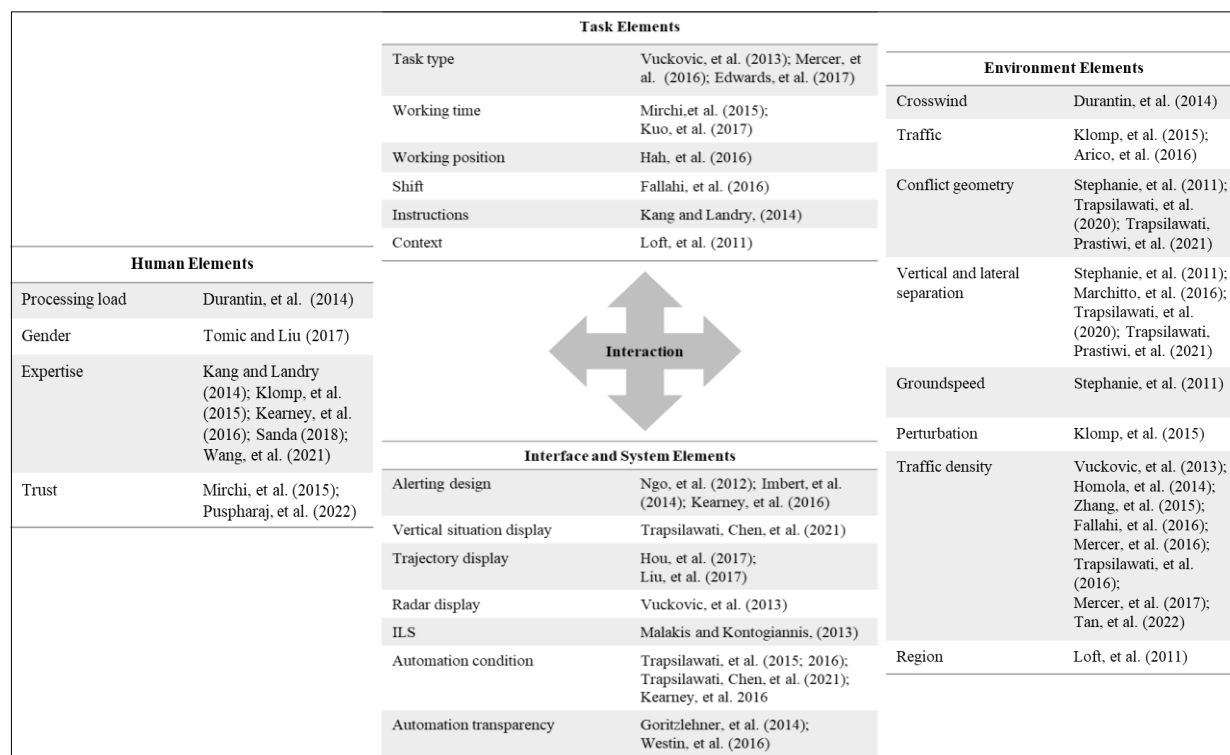 Task Elements
Task type
Vuckovic, et al. (2013); Mercer, et
al. (2016); Edwards, et al. (2017)
Working time
Mirchi,et al. (2015);
Kuo, et al. (2017)
Working position
Hah, et al. (2016)
Shift
Fallahi, et al. (2016)
Instructions
Kang and Landry, (2014)
Context
Loft, et al. (2011)
Human Elements
Processing load
Durantin, et al. (2014)
Gender
Tomic and Liu (2017)
Expertise
Kang and Landry
(2014); Klomp, et al.
(2015); Kearney, et al.
(2016); Sanda (2018);
Wang, et al. (2021)
Trust
Mirchi, et al. (2015);
Puspharaj, et al. (2022)
Interaction
Interface and System Elements
Alerting design
Ngo, et al. (2012); Imbert, et al.
(2014); Kearney, et al. (2016)
Vertical situation display
Trapsilawati, Chen, et al. (2021)
Trajectory display
Hou, et al. (2017);
Liu, et al. (2017)
Radar display
Vuckovic, et al. (2013)
ILS
Malakis and Kontogiannis, (2013)
Automation condition
Trapsilawati, et al. (2015; 2016);
Trapsilawati, Chen, et al. (2021);
Kearney, et al. 2016
Automation transparency
Goritzlehner, et al. (2014);
Westin, et al. (2016)
Environment Elements
Crosswind
Durantin, et al. (2014)
Traffic
Klomp, et al. (2015);
Arico, et al. (2016)
Conflict geometry
Stephanie, et al. (2011);
Trapsilawati, et al.
(2020); Trapsilawati,
Prastiwi, et al. (2021)
Vertical and lateral
separation
Stephanie, et al. (2011);
Marchitto, et al. (2016);
Trapsilawati, et al.
(2020); Trapsilawati,
Prastiwi, et al. (2021)
Groundspeed
Stephanie, et al. (2011)
Perturbation
Klomp, et al. (2015)
Traffic density
Vuckovic, et al. (2013);
Homola, et al. (2014);
Zhang, et al. (2015);
Fallahi, et al. (2016);
Mercer, et al. (2016);
Trapsilawati, et al.
(2016);
Mercer, et al. (2017);
Tan, et al. (2022)
Region
Loft, et al. (2011)